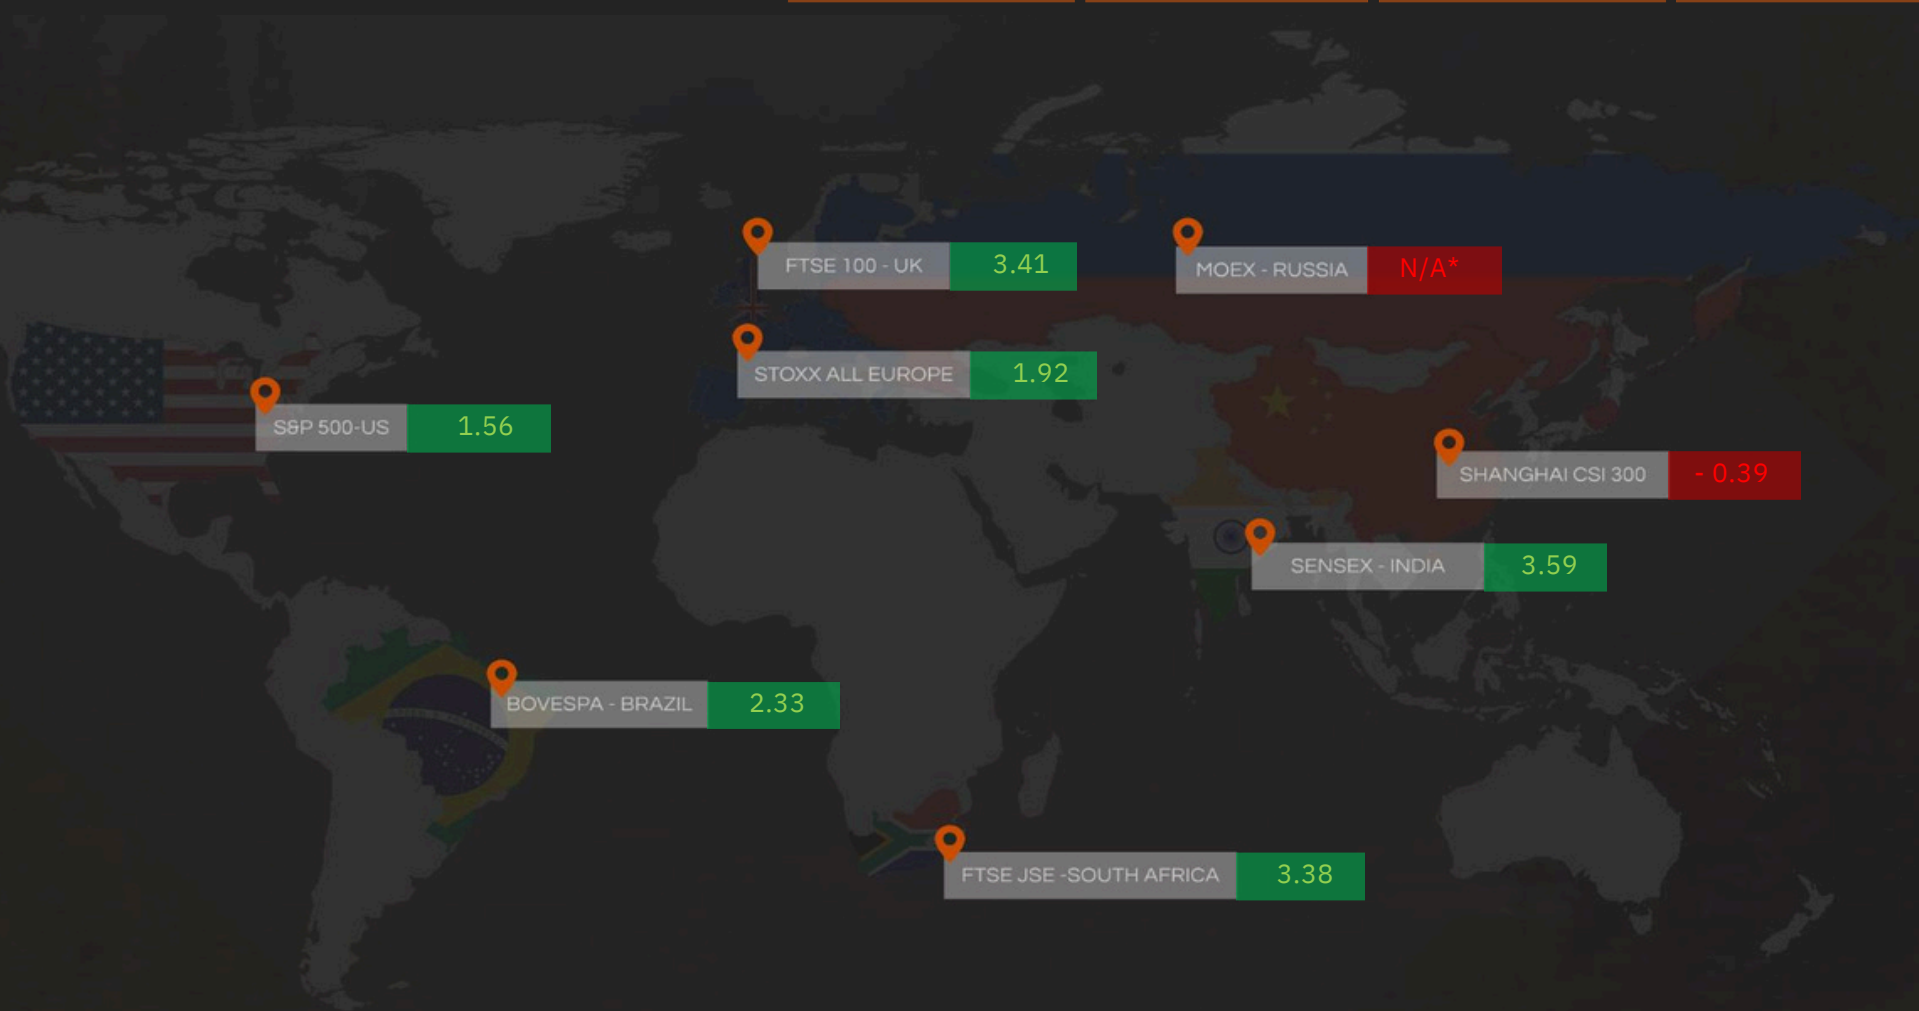 FTSE 100 - UK 3.41
MOEX - RUSSIA N/A*
STOXX ALL EUROPE 1.92
S&P 500-US 1.56
SHANGHAI CSI 300 - 0.39
SENSEX - INDIA 3.59
BOVESPA - BRAZIL 2.33
FTSE JSE -SOUTH AFRICA 3.38